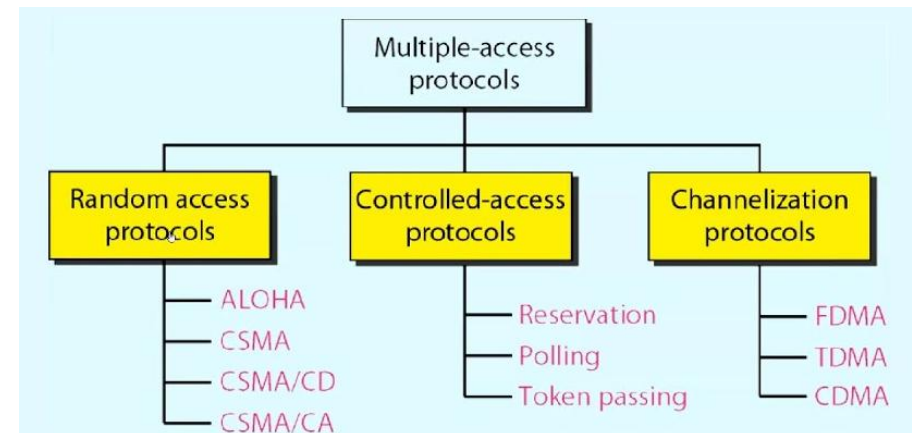 Multiple-access
protocols
Random access
protocols
Controlled-access
protocols
Channelization
protocols
ALOHA
CSMA
CSMA/CD
CSMA/CA
Reservation
Polling
Token passing
FDMA
TDMA
CDMA